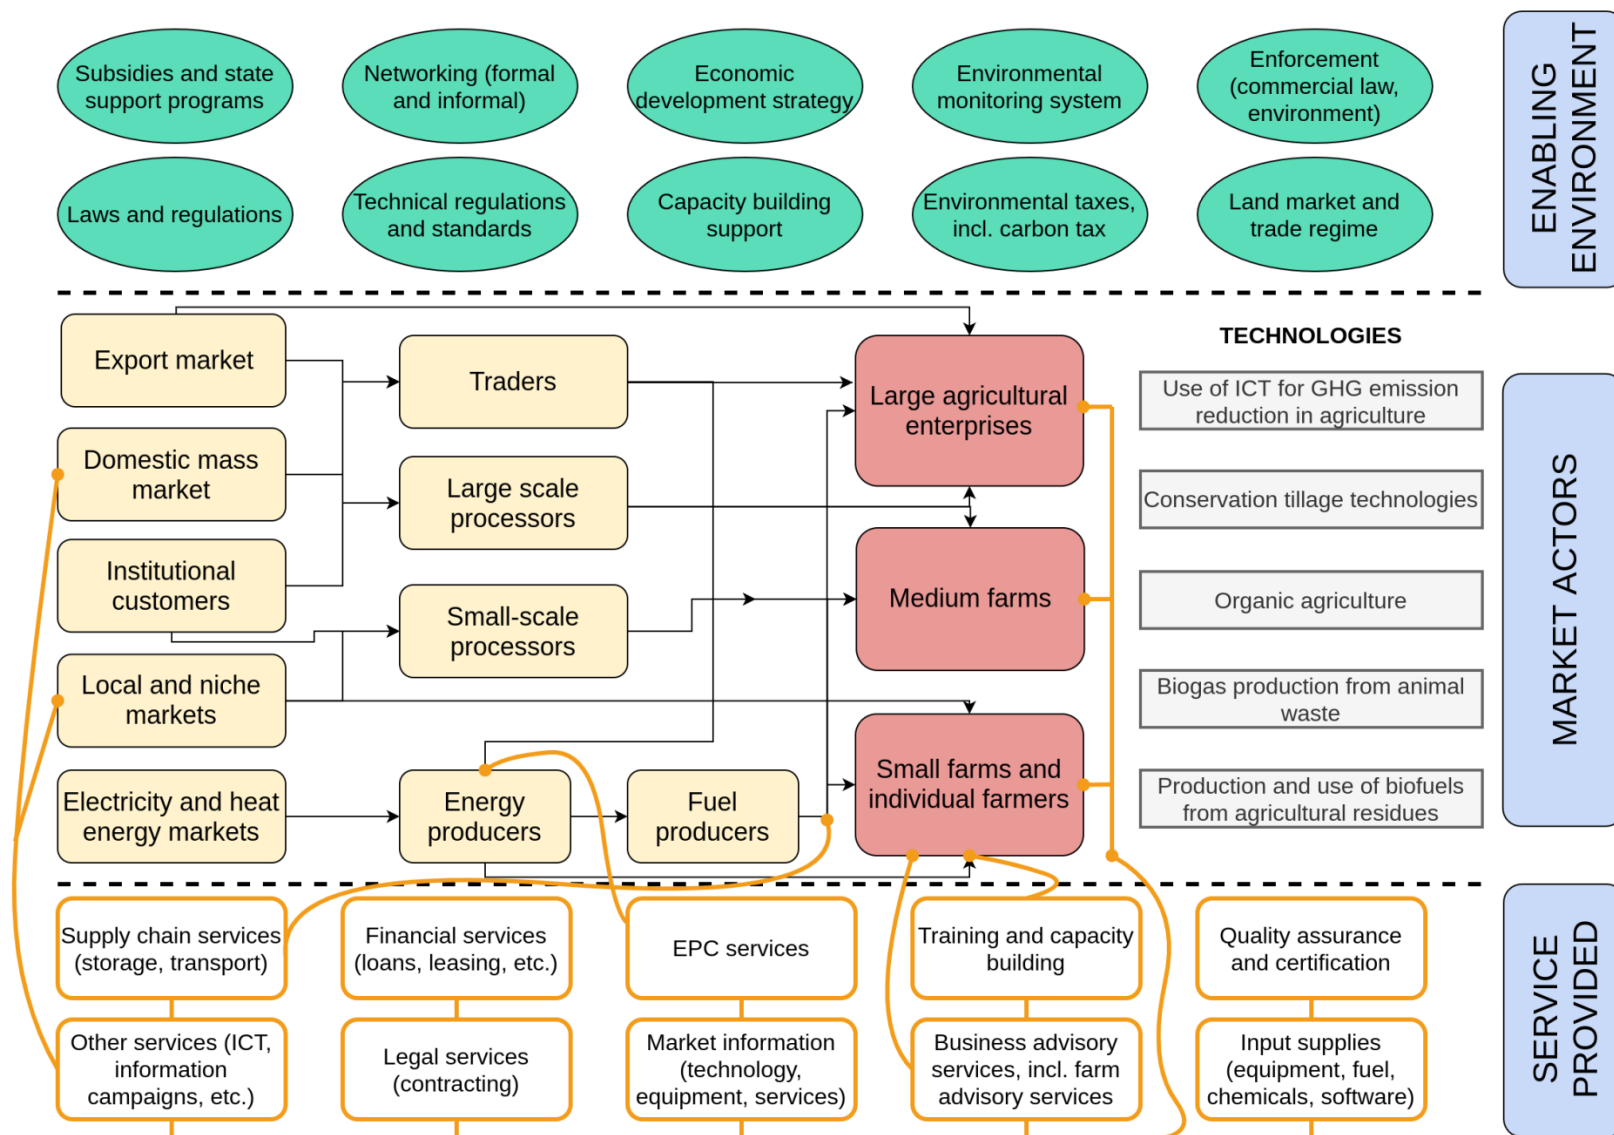 Subsidies and state
support programs
Networking (formal
and informal)
Economic
development strategy
Environmental
monitoring system
Enforcement
(commercial law,
environment)
Laws and regulations
Technical regulations
and standards
Capacity building
support
Environmental taxes,
incl. carbon tax
Land market and
trade regime
ENABLING
ENVIRONMENT
Export market
Domestic mass
market
Institutional
customers
Local and niche
markets
Electricity and heat
energy markets
Traders
Large scale
processors
Small-scale
processors
Energy
producers
Fuel
producers
Large agricultural
enterprises
Medium farms
Small farms and
individual farmers
TECHNOLOGIES
Use of ICT for GHG emission
reduction in agriculture
Conservation tillage technologies
Organic agriculture
Biogas production from animal
waste
Production and use of biofuels
from agricultural residues
MARKET ACTORS
Supply chain services
(storage, transport)
Financial services
(loans, leasing, etc.)
EPC services
Training and capacity
building
Quality assurance
and certification
Other services (ICT,
information
campaigns, etc.)
Legal services
(contracting)
Market information
(technology,
equipment, services)
Business advisory
services, incl. farm
advisory services
Input supplies
(equipment, fuel,
chemicals, software)
SERVICE
PROVIDED